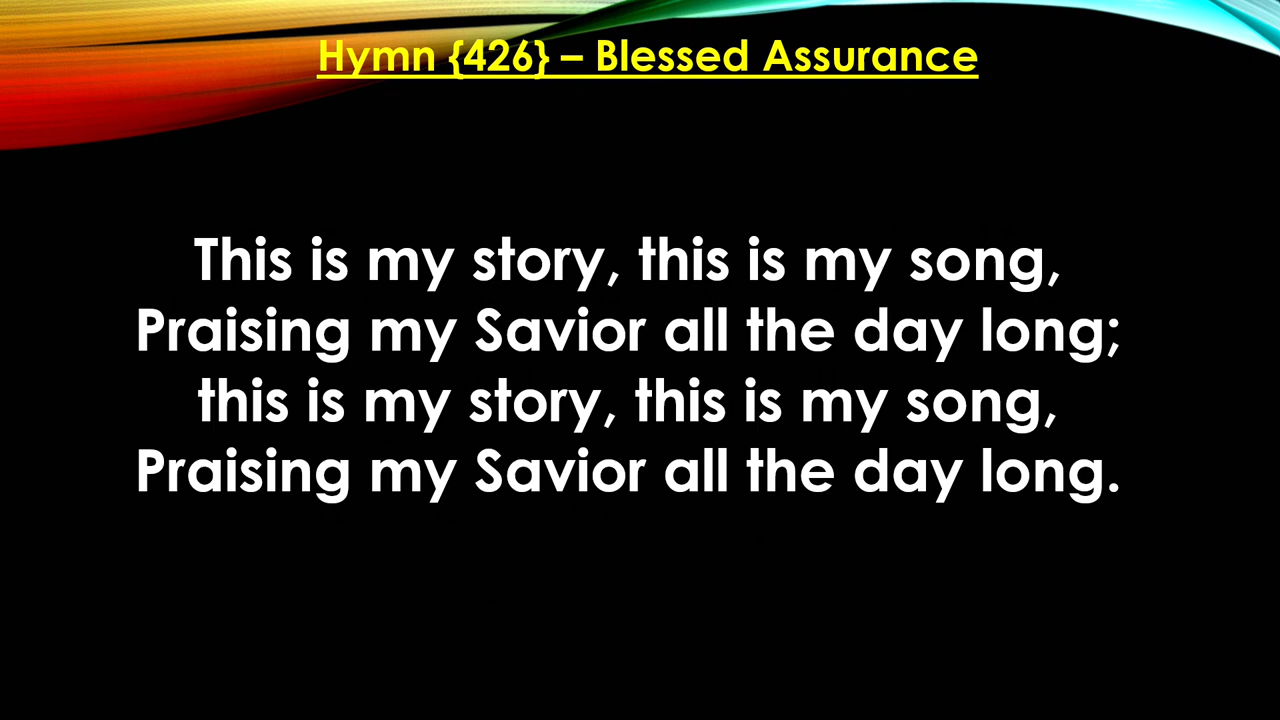 Hymn {426} – Blessed Assurance
This is my story, this is my song,
Praising my Savior all the day long;
this is my story, this is my song,
Praising my Savior all the day long.